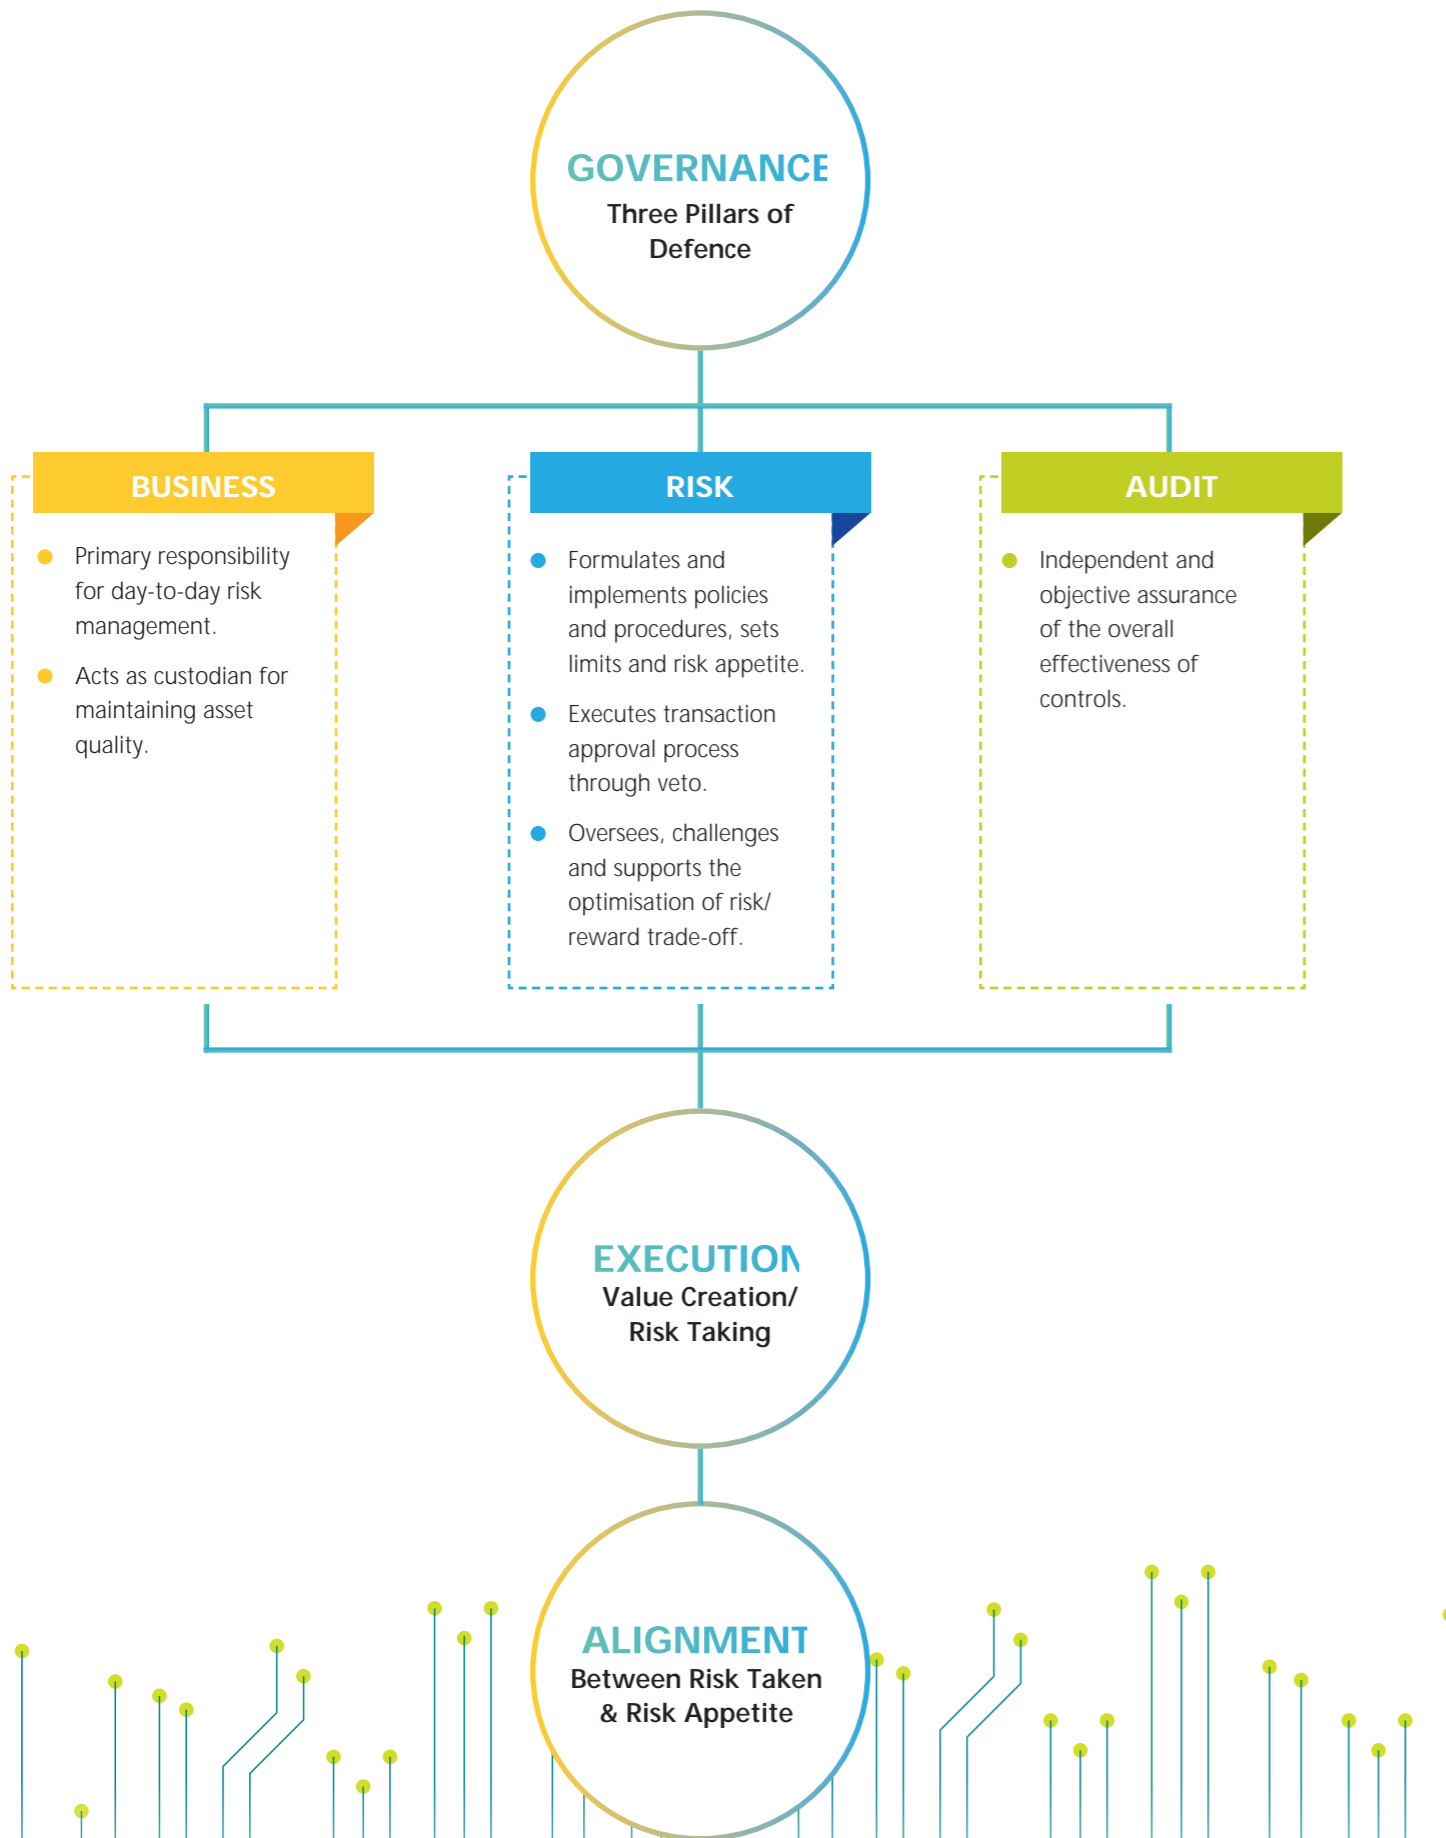 GOVERNANCE
Three Pillars of
Defence
BUSINESS
Primary responsibility
for day-to-day risk
management.
Acts as custodian for
maintaining asset
quality.
RISK
Formulates and
implements policies
and procedures, sets
limits and risk appetite.
Executes transaction
approval process
through veto.
Oversees, challenges
and supports the
optimisation of risk/
reward trade-off.
AUDIT
Independent and
objective assurance
of the overall
effectiveness of
controls.
EXECUTION
Value Creation/
Risk Taking
ALIGNMENT
Between Risk Taken
& Risk Appetite